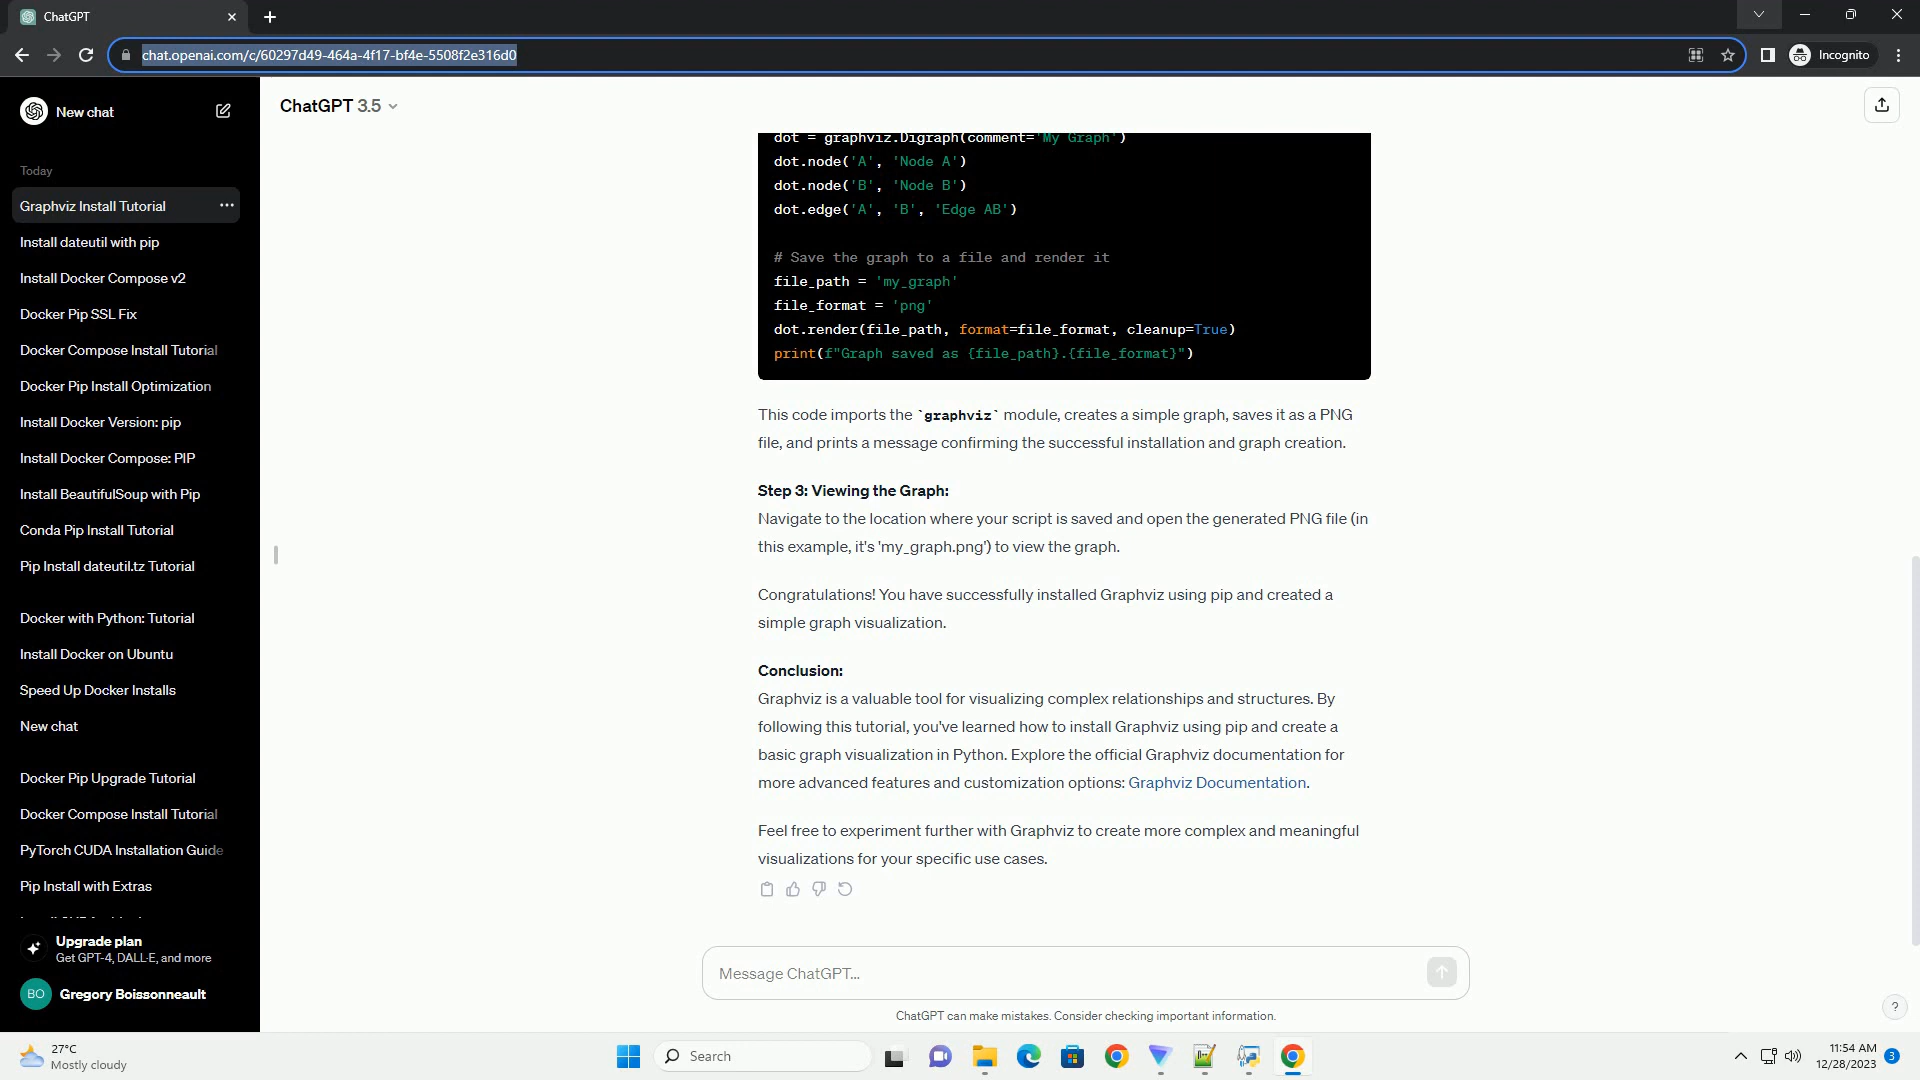 ChatGPT
chat.openai.com/c/60297d49-464a-4f17-bf4e-5508f2e316d0
Incognito
New chat
ChatGPT 3.5
Today
Graphviz Install Tutorial
Install dateutil with pip
Install Docker Compose v2
Docker Pip SSL Fix
Docker Compose Install Tutorial
Docker Pip Install Optimization
Install Docker Version: pip
Install Docker Compose: PIP
Install BeautifulSoup with Pip
Conda Pip Install Tutorial
Pip Install dateutil.tz Tutorial
Docker with Python: Tutorial
Install Docker on Ubuntu
Speed Up Docker Installs
New chat
Docker Pip Upgrade Tutorial
Docker Compose Install Tutorial
PyTorch CUDA Installation Guide
Pip Install with Extras
Upgrade plan
Get GPT-4, DALL·E, and more
BO
Gregory Boissonneault
dot = graphviz.Digraph(comment='My Graph')
dot.node('A', 'Node A')
dot.node('B', 'Node B')
dot.edge('A', 'B', 'Edge AB')
# Save the graph to a file and render it
file_path = 'my_graph'
file_format = 'png'
dot.render(file_path, format=file_format, cleanup=True)
print(f"Graph saved as {file_path}.{file_format}")
This code imports the `graphviz` module, creates a simple graph, saves it as a PNG
file, and prints a message confirming the successful installation and graph creation.
Step 3: Viewing the Graph:
Navigate to the location where your script is saved and open the generated PNG file (in
this example, it's 'my_graph.png') to view the graph.
Congratulations! You have successfully installed Graphviz using pip and created a
simple graph visualization.
Conclusion:
Graphviz is a valuable tool for visualizing complex relationships and structures. By
following this tutorial, you've learned how to install Graphviz using pip and create a
basic graph visualization in Python. Explore the official Graphviz documentation for
more advanced features and customization options: Graphviz Documentation.
Feel free to experiment further with Graphviz to create more complex and meaningful
visualizations for your specific use cases.
Message ChatGPT...
ChatGPT can make mistakes. Consider checking important information.
?
27°C
Mostly cloudy
Search
11:54 AM
12/28/2023
3